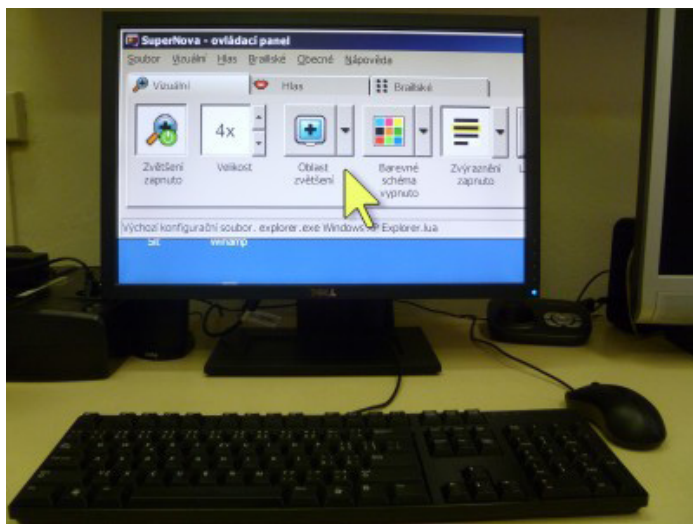 SuperNova - ovládací panel
Soubor Vizuální Hlas Braillské Obecné Nápověda
Vizuální Hlas Braillské
4x
Zvětšení zapnuto
Velikost
Oblast zvětšení
Barevné schéma vypnuto
Zvýraznění zapnuto
Výchozí konfigurační soubor. explorer.exe Windows XP Explorer.lua
Síť winamp
DELL